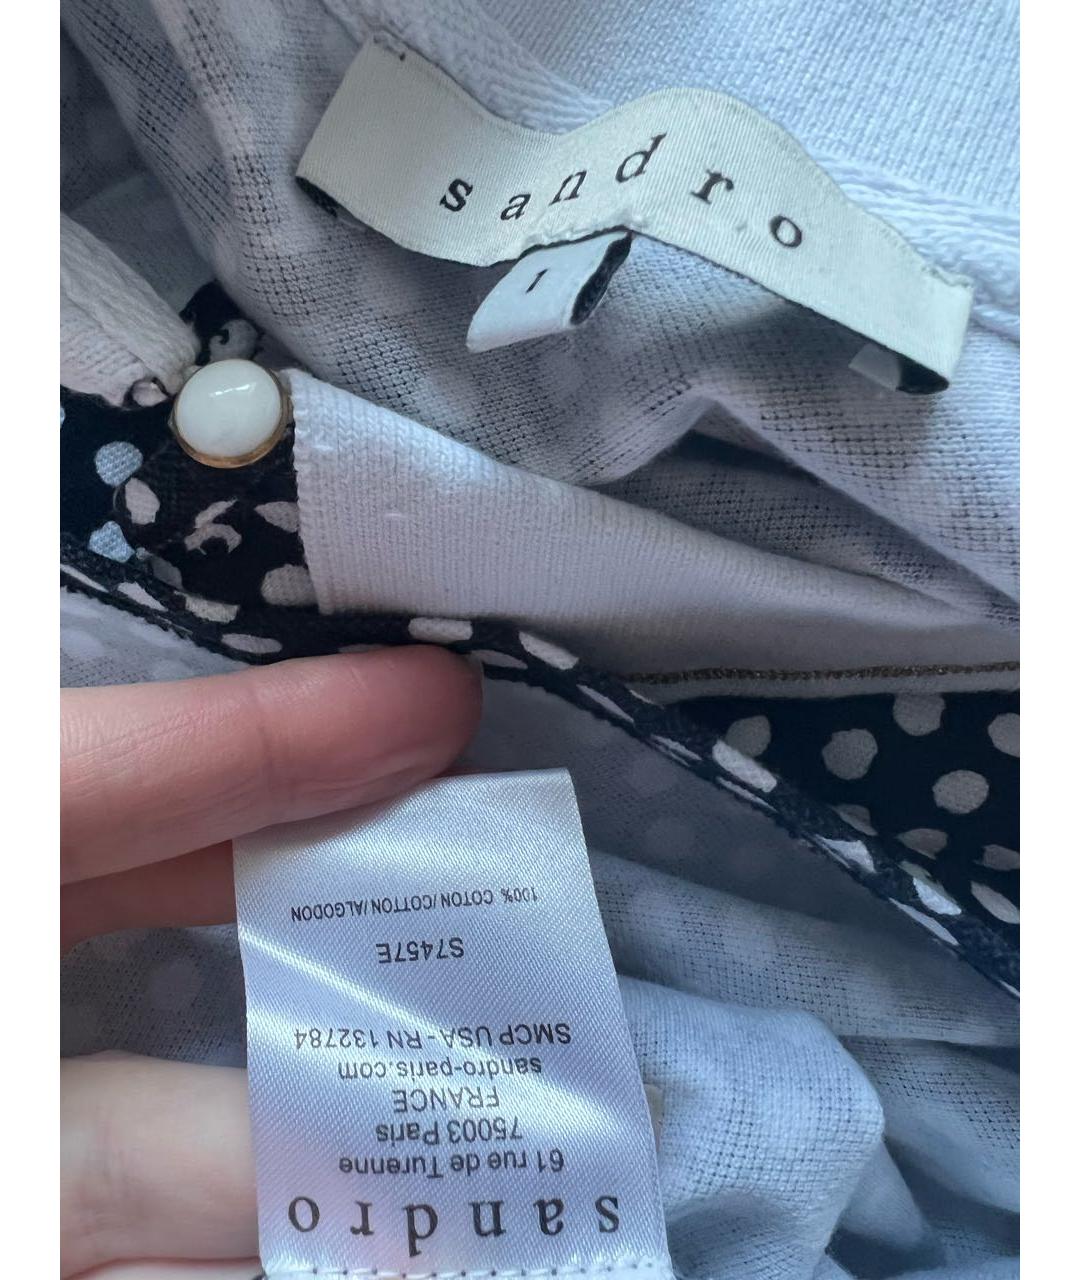 sandro
1
sandro
61 rue de Turenne
75003 Paris
FRANCE
sandro-paris.com
SMCP USA - RN 132784
S7457E
100% COTON/COTTON/ALGODON